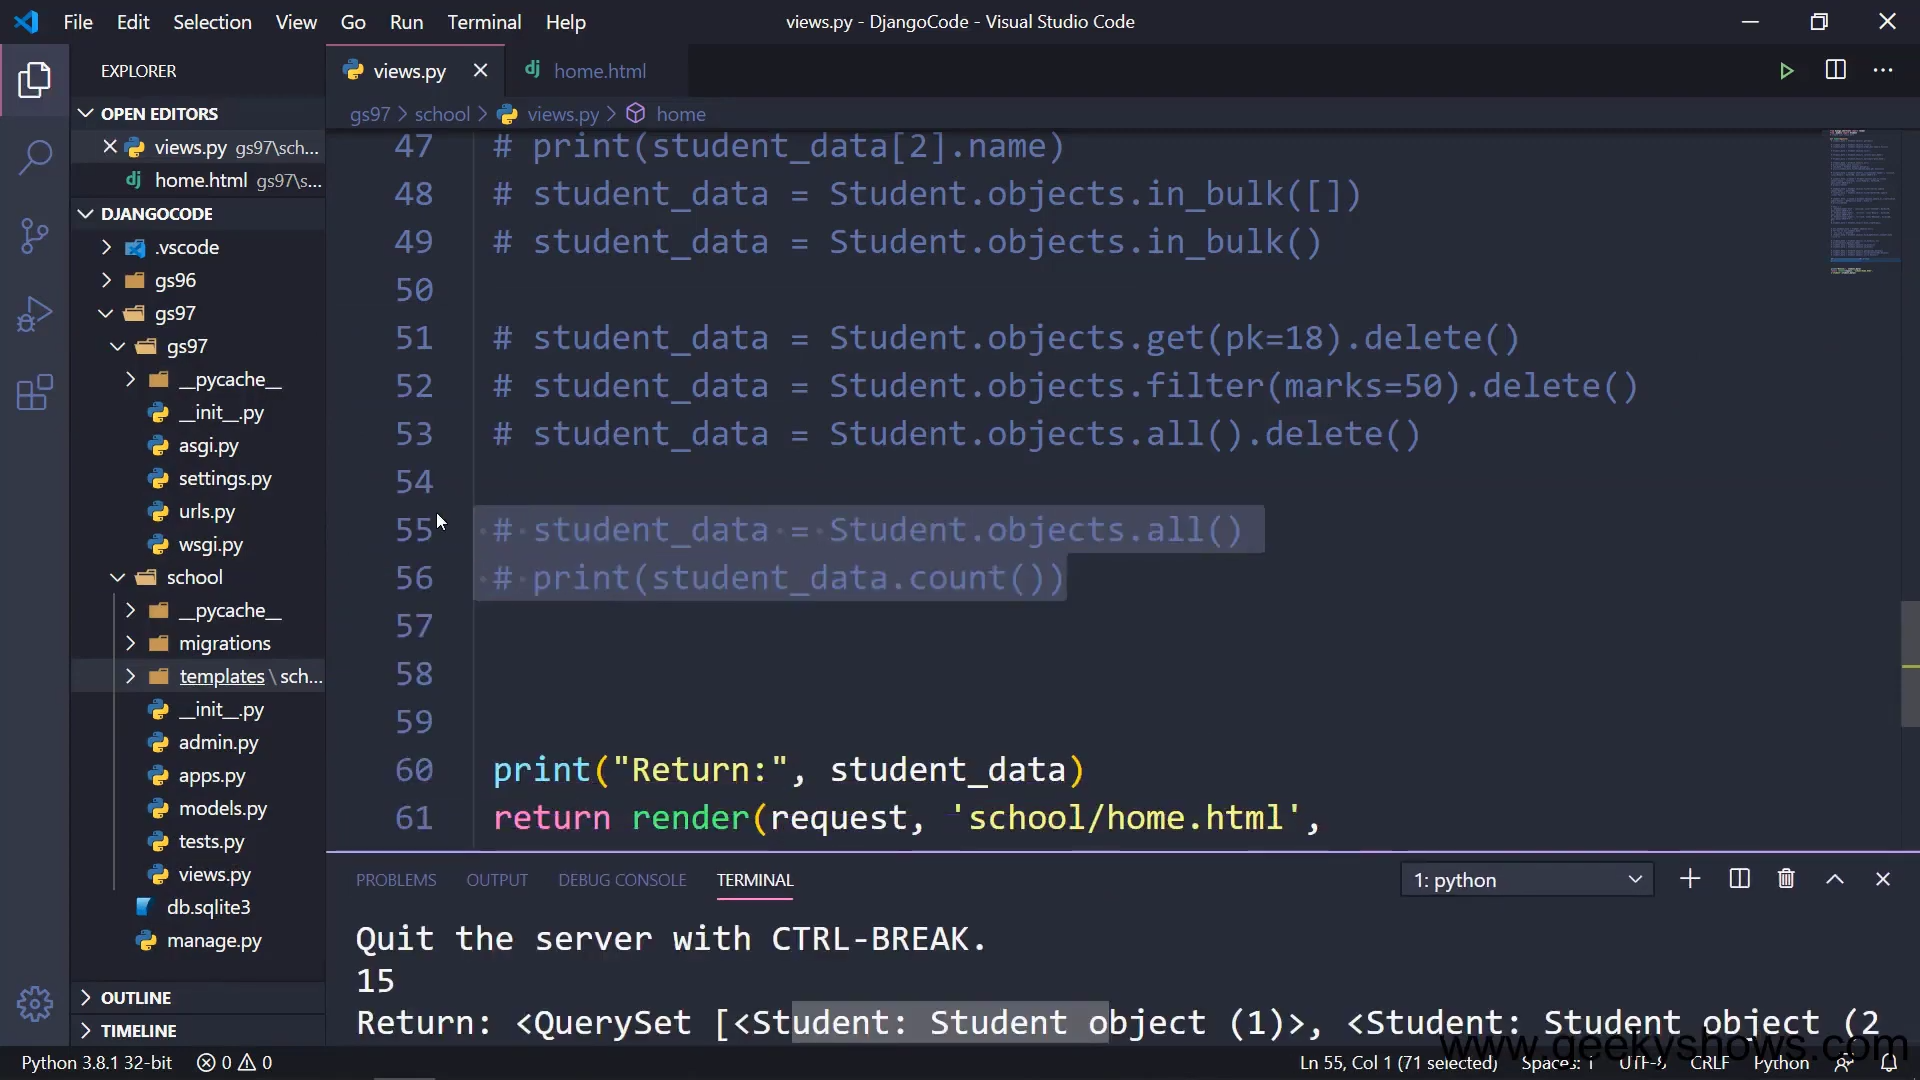 File Edit Selection View Go Run Terminal Help
views.py - DjangoCode - Visual Studio Code
EXPLORER
OPEN EDITORS
views.py gs97\sch...
home.html gs97\s...
DJANGOCODE
.vscode
gs96
gs97
gs97
__pycache__
__init__.py
asgi.py
settings.py
urls.py
wsgi.py
school
__pycache__
migrations
templates \ sch...
__init__.py
admin.py
apps.py
models.py
tests.py
views.py
db.sqlite3
manage.py
OUTLINE
TIMELINE
views.py
home.html
gs97 > school > views.py > home
47 # print(student_data[2].name)
48 # student_data = Student.objects.in_bulk([])
49 # student_data = Student.objects.in_bulk()
50
51 # student_data = Student.objects.get(pk=18).delete()
52 # student_data = Student.objects.filter(marks=50).delete()
53 # student_data = Student.objects.all().delete()
54
55 # student_data = Student.objects.all()
56 # print(student_data.count())
57
58
59
60 print("Return:", student_data)
61 return render(request, 'school/home.html',
PROBLEMS OUTPUT DEBUG CONSOLE TERMINAL
1: python
Quit the server with CTRL-BREAK.
15
Return: <QuerySet [<Student: Student object (1)>, <Student: Student object (2
www.geekyshows.com
Python 3.8.1 32-bit 0 0
Ln 55, Col 1 (71 selected) Spaces: 1 UTF-8 CRLF Python